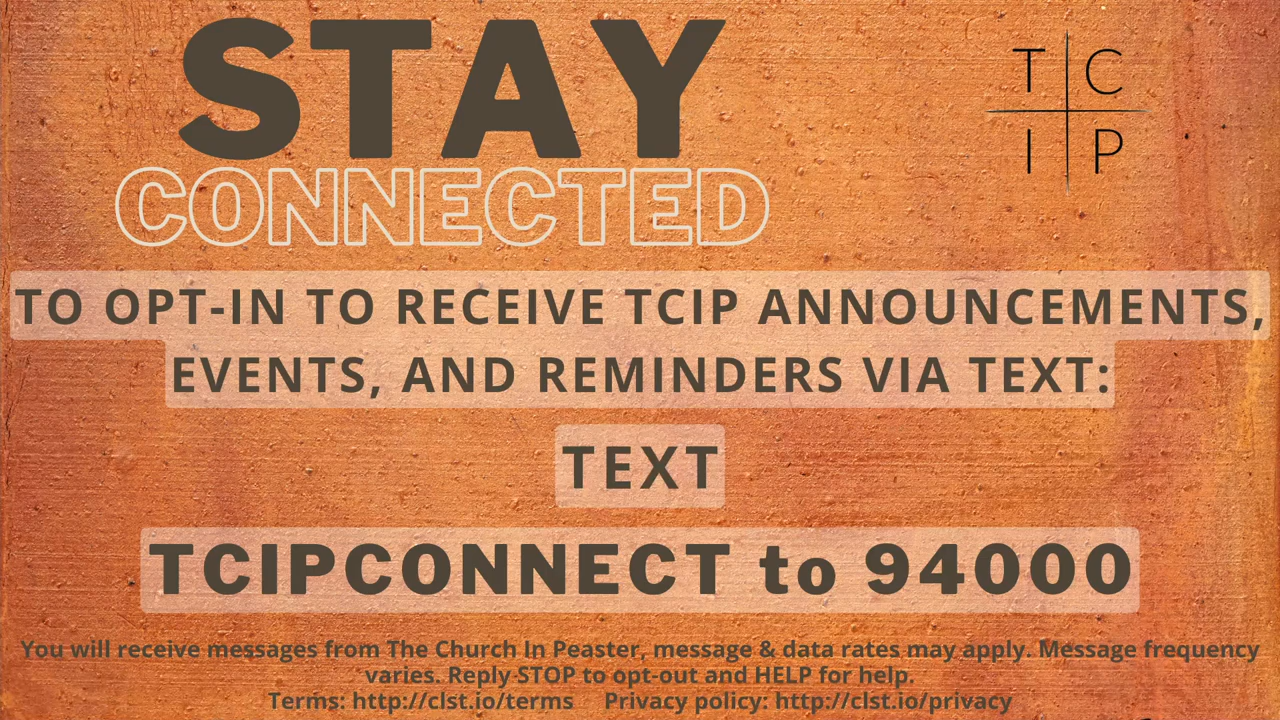 STAY
CONNECTED
T C
I P
TO OPT-IN TO RECEIVE TCIP ANNOUNCEMENTS,
EVENTS, AND REMINDERS VIA TEXT:
TEXT
TCIPCONNECT to 94000
You will receive messages from The Church In Peaster, message & data rates may apply. Message frequency
varies. Reply STOP to opt-out and HELP for help.
Terms: http://clst.io/terms Privacy policy: http://clst.io/privacy